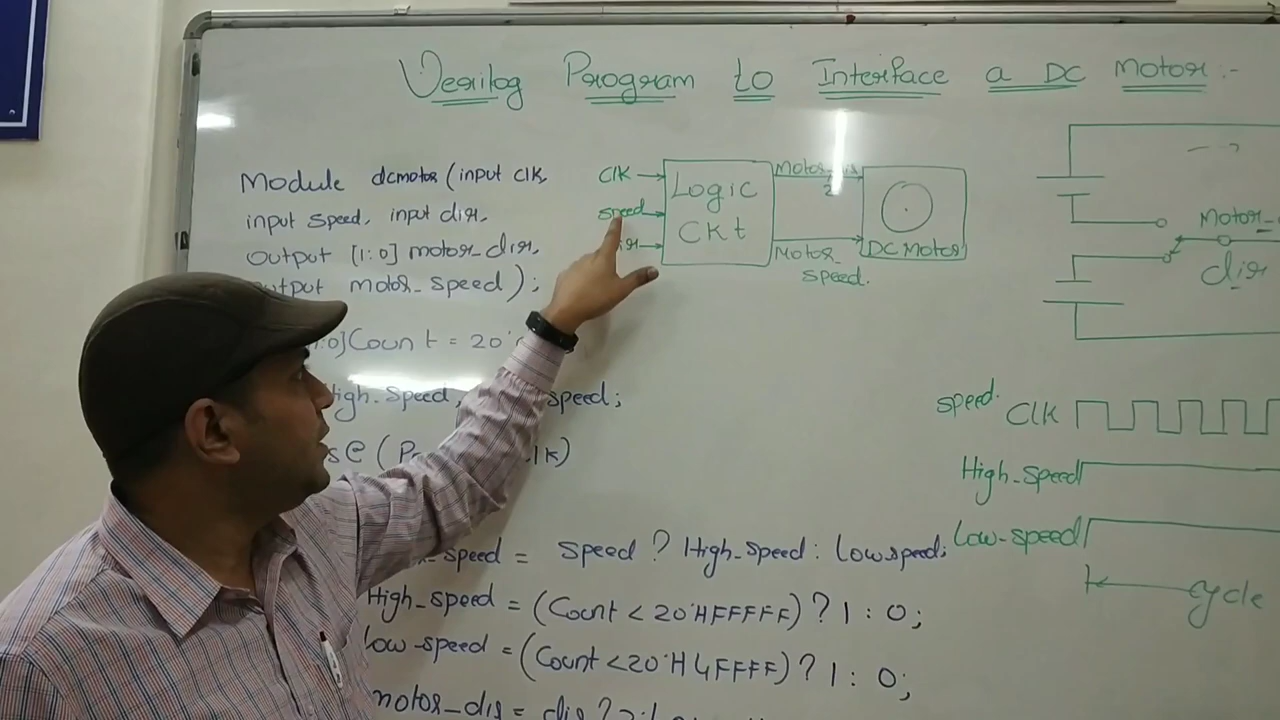 Verilog Program to Interface a DC Motor:-
Module dcmotor (input clk,
input speed, input dir,
output [1:0] motor_dir,
output motor_speed);
:0]Count = 20'
High_speed, speed;
s@ (
_speed = speed ? High_speed : lowspeed;
High_speed = (Count < 20'HFFFFF) ? 1 : 0;
low_speed = (Count < 20'H4FFFF) ? 1 : 0;
motor_dir = dir ?
Clk
speed
ir
Logic
Ckt
2
Motor_
speed.
DC Motor
Motor_
dir
speed.
Clk
High_speed
Low_speed
cycle